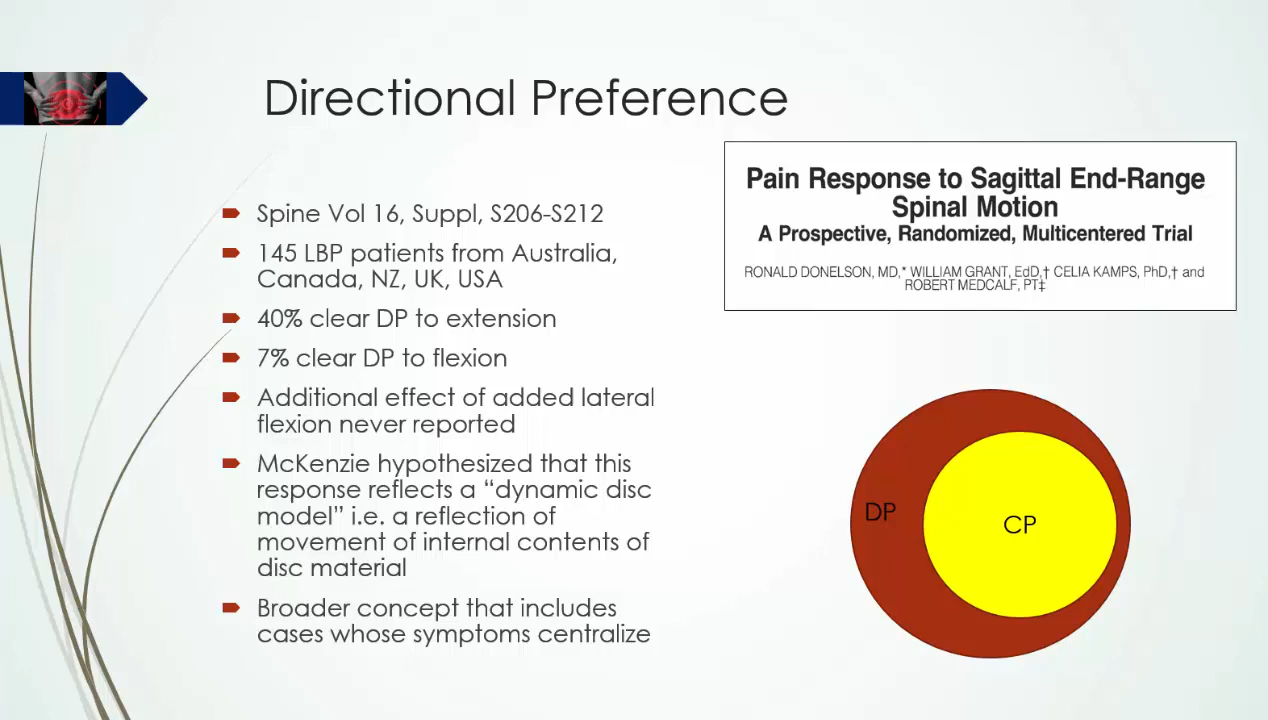 Directional Preference
Spine Vol 16, Suppl, S206-S212
145 LBP patients from Australia,
Canada, NZ, UK, USA
40% clear DP to extension
7% clear DP to flexion
Additional effect of added lateral
flexion never reported
McKenzie hypothesized that this
response reflects a “dynamic disc
model” i.e. a reflection of
movement of internal contents of
disc material
Broader concept that includes
cases whose symptoms centralize
Pain Response to Sagittal End-Range
Spinal Motion
A Prospective, Randomized, Multicentered Trial
RONALD DONELSON, MD,* WILLIAM GRANT, EdD,† CELIA KAMPS, PhD,† and
ROBERT MEDCALF, PT‡
DP
CP